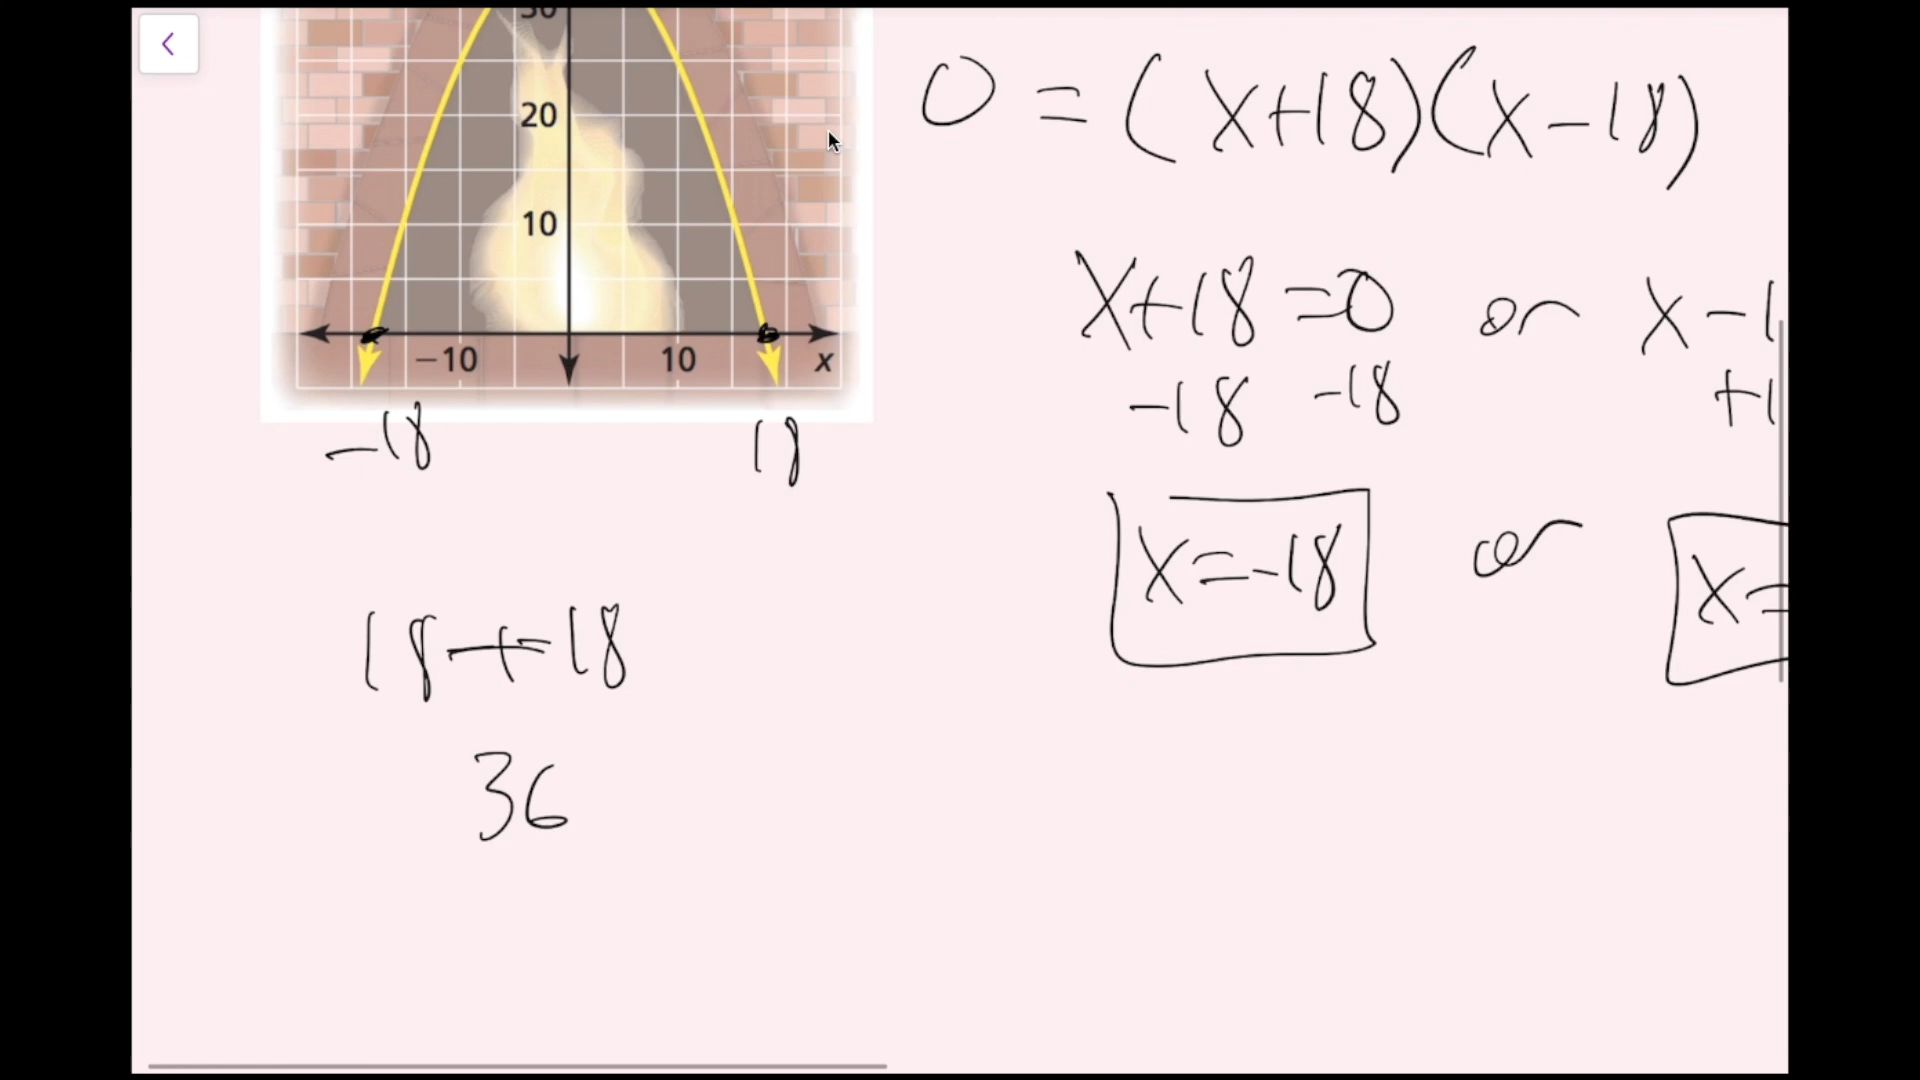 30
20
10
-10 10 x
-18 18
18-+-18
36
0 = (x+18)(x-18)
x+18=0 or x-1
-18 -18 +1
x=-18 or x=